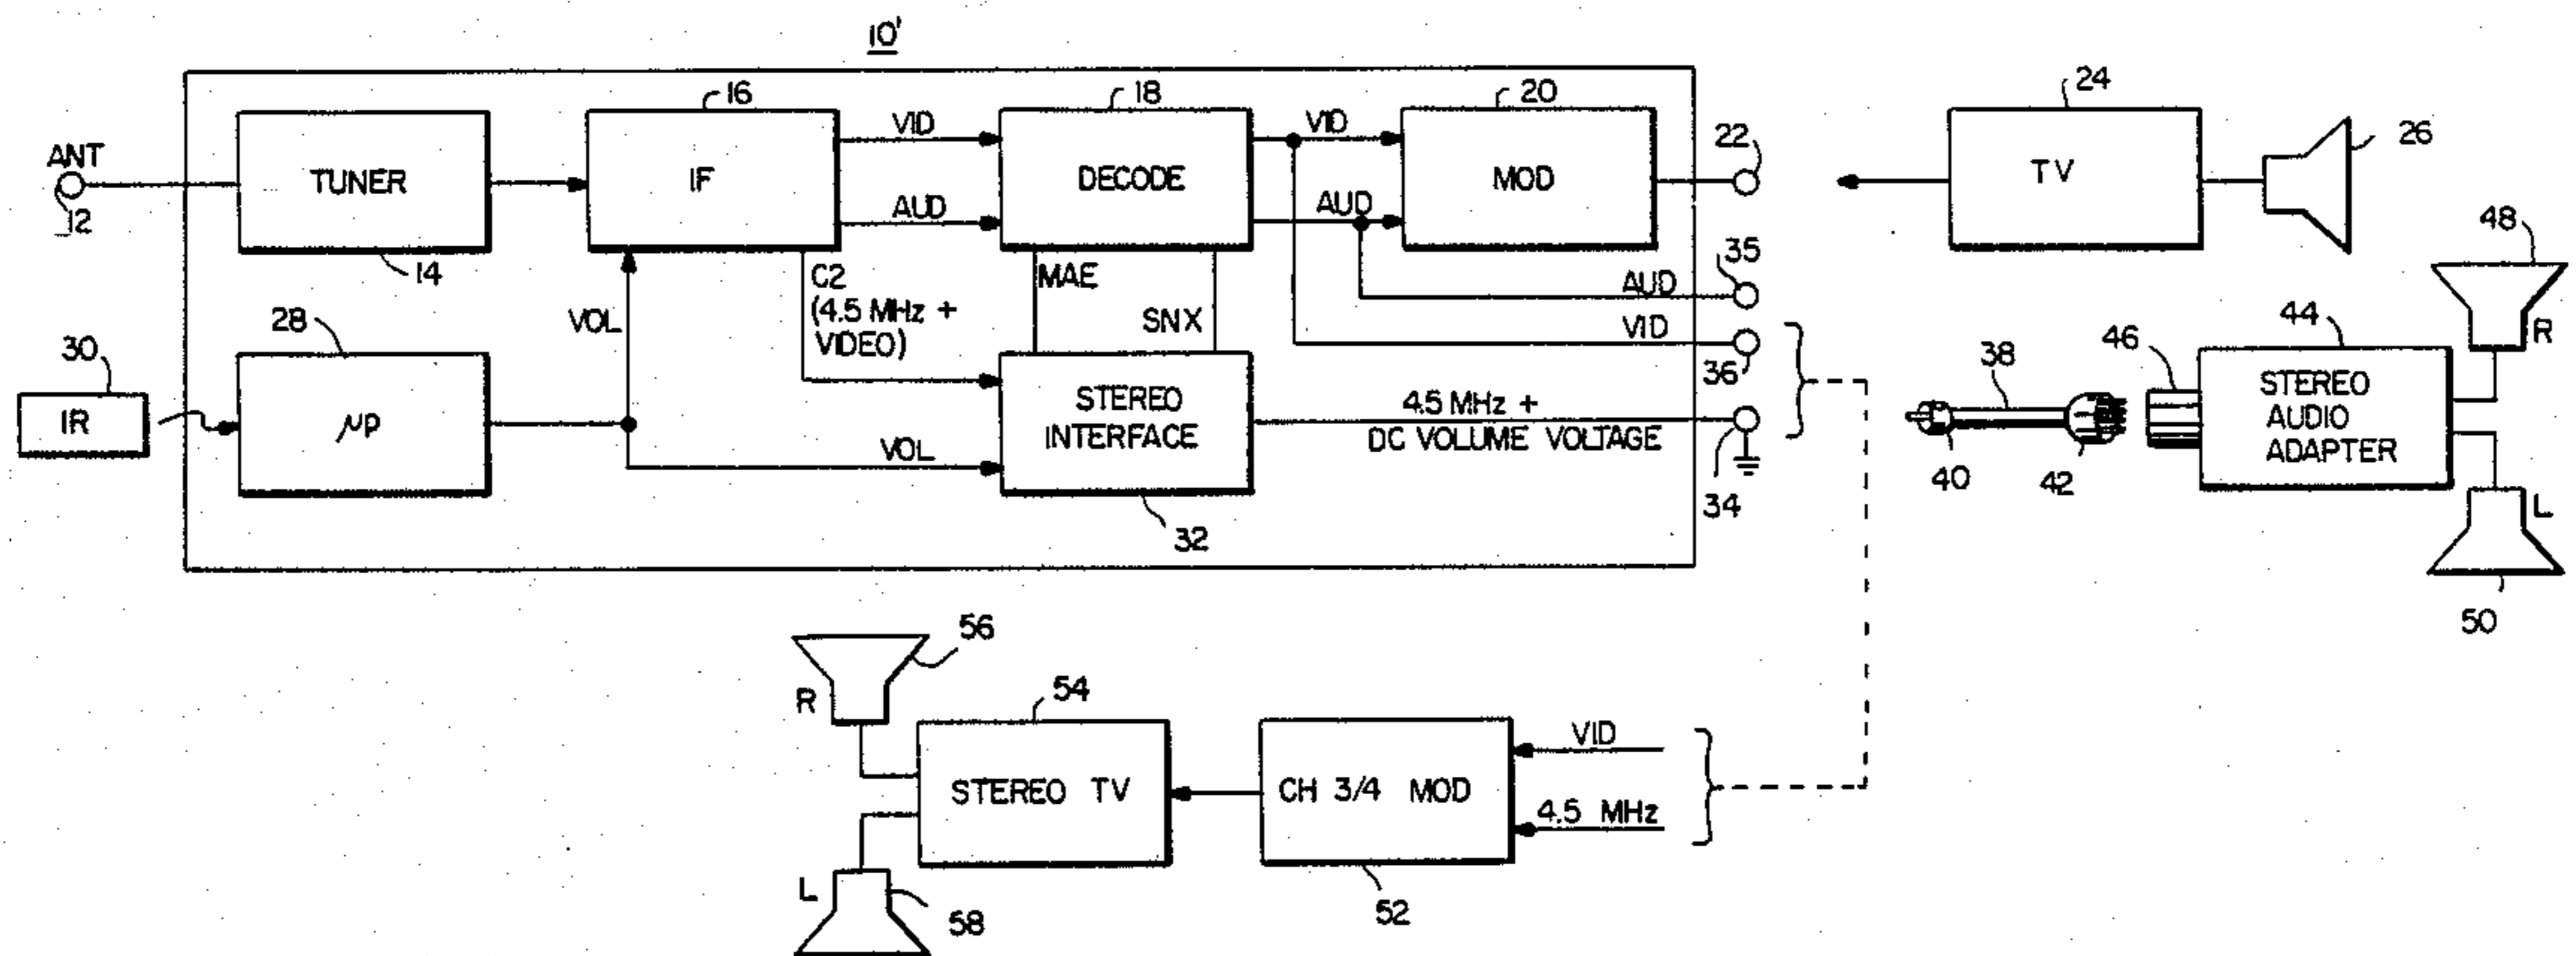 10'
ANT
12
TUNER
14
16
IF
VID
AUD
18
DECODE
VID
AUD
20
MOD
22
24
TV
26
35
AUD
VID
36
30
IR
28
μp
VOL
VOL
C2
(4.5 MHz +
VIDEO)
MAE
SNX
STEREO
INTERFACE
32
4.5 MHz +
DC VOLUME VOLTAGE
34
38
40
42
46
44
STEREO
AUDIO
ADAPTER
48
R
L
50
56
R
54
STEREO TV
L
58
CH 3/4 MOD
52
VID
4.5 MHz